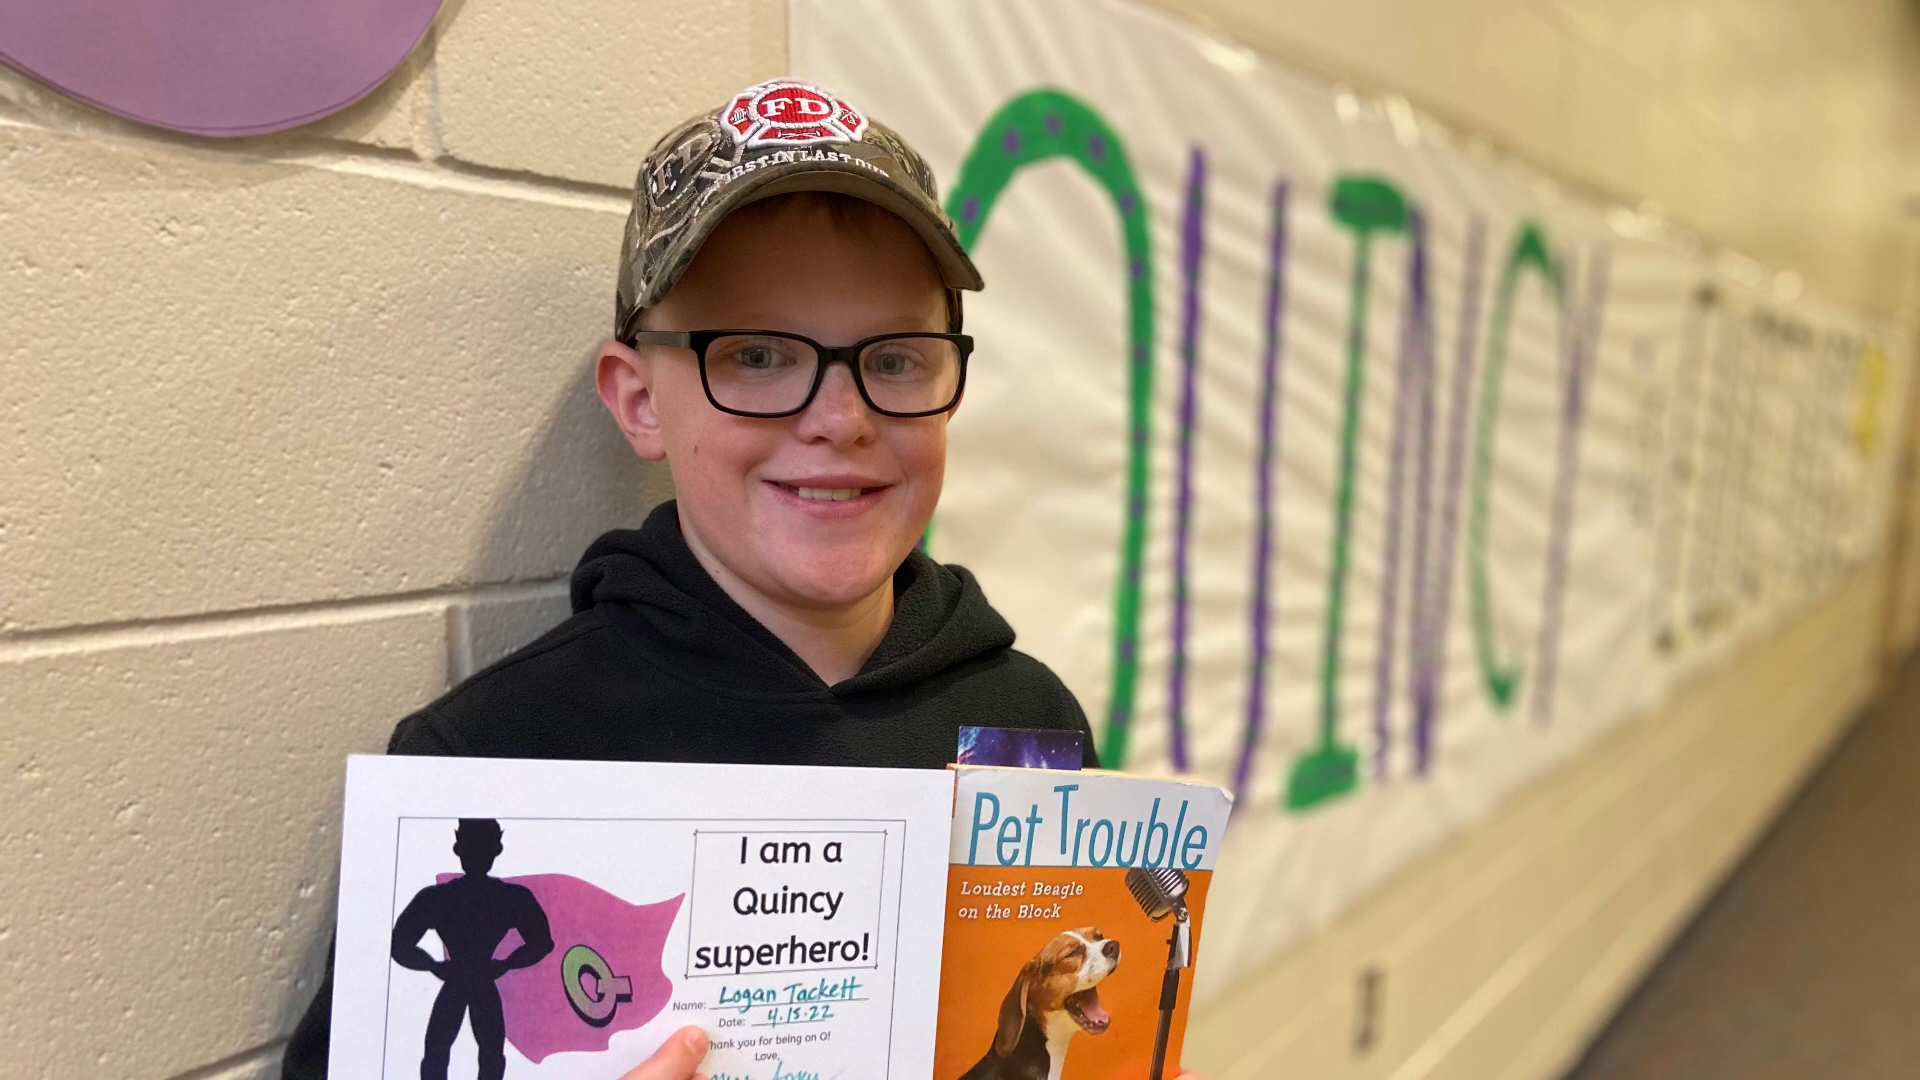 FD
FIRST IN LAST OUT
QUINCY
Pet Trouble
Loudest Beagle
on the Block
I am a
Quincy
superhero!
Name: Logan Tackett
Date: 4.15.22
Thank you for being on Q!
Love,
Q